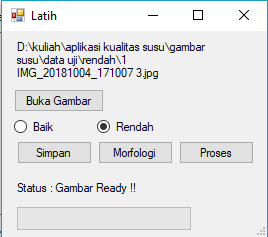 Latih
D:\kuliah\aplikasi kualitas susu\gambar
susu\data uji\rendah\1
IMG_20181004_171007 3.jpg
Buka Gambar
Baik Rendah
Simpan Morfologi Proses
Status : Gambar Ready !!